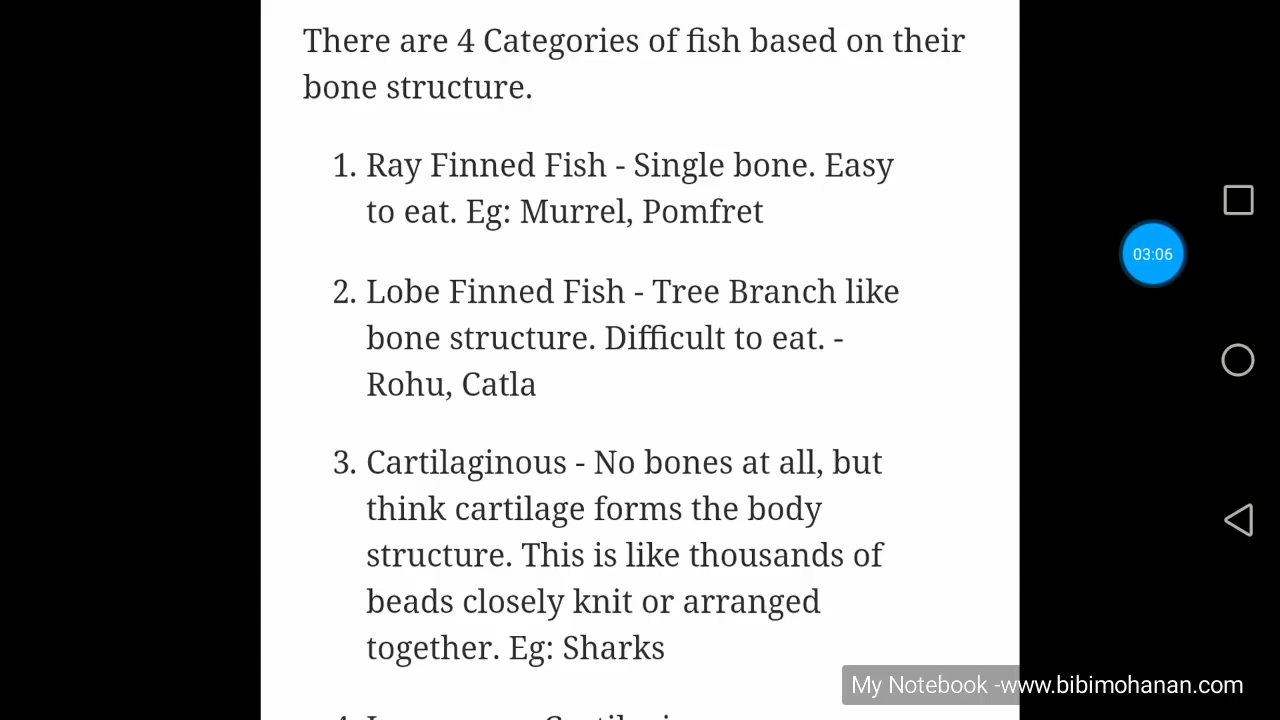 There are 4 Categories of fish based on their
bone structure.
1. Ray Finned Fish - Single bone. Easy
to eat. Eg: Murrel, Pomfret
2. Lobe Finned Fish - Tree Branch like
bone structure. Difficult to eat. -
Rohu, Catla
3. Cartilaginous - No bones at all, but
think cartilage forms the body
structure. This is like thousands of
beads closely knit or arranged
together. Eg: Sharks
03:06
My Notebook -www.bibimohanan.com